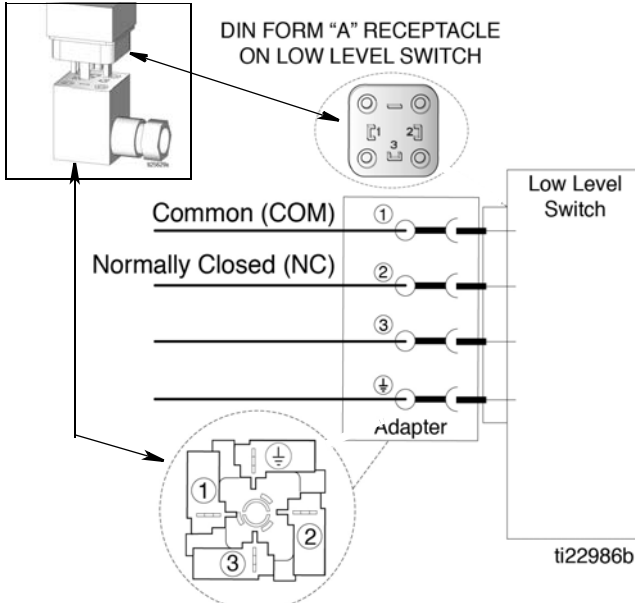 DIN FORM “A” RECEPTACLE
ON LOW LEVEL SWITCH
1 2
3
Low Level
Switch
Common (COM) ①
Normally Closed (NC) ②
③
Adapter
①
②
③
ti22986b